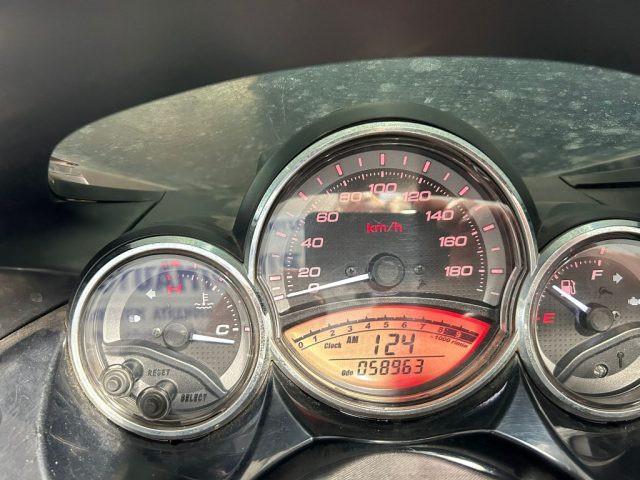 0 20 40 60 80 100 120 140 160 180
km/h
H
C
RESET
SELECT
0 1 2 3 4 5 6 7 8
×1000 r/min
Clock AM 1 24
Odo 058963
F
E